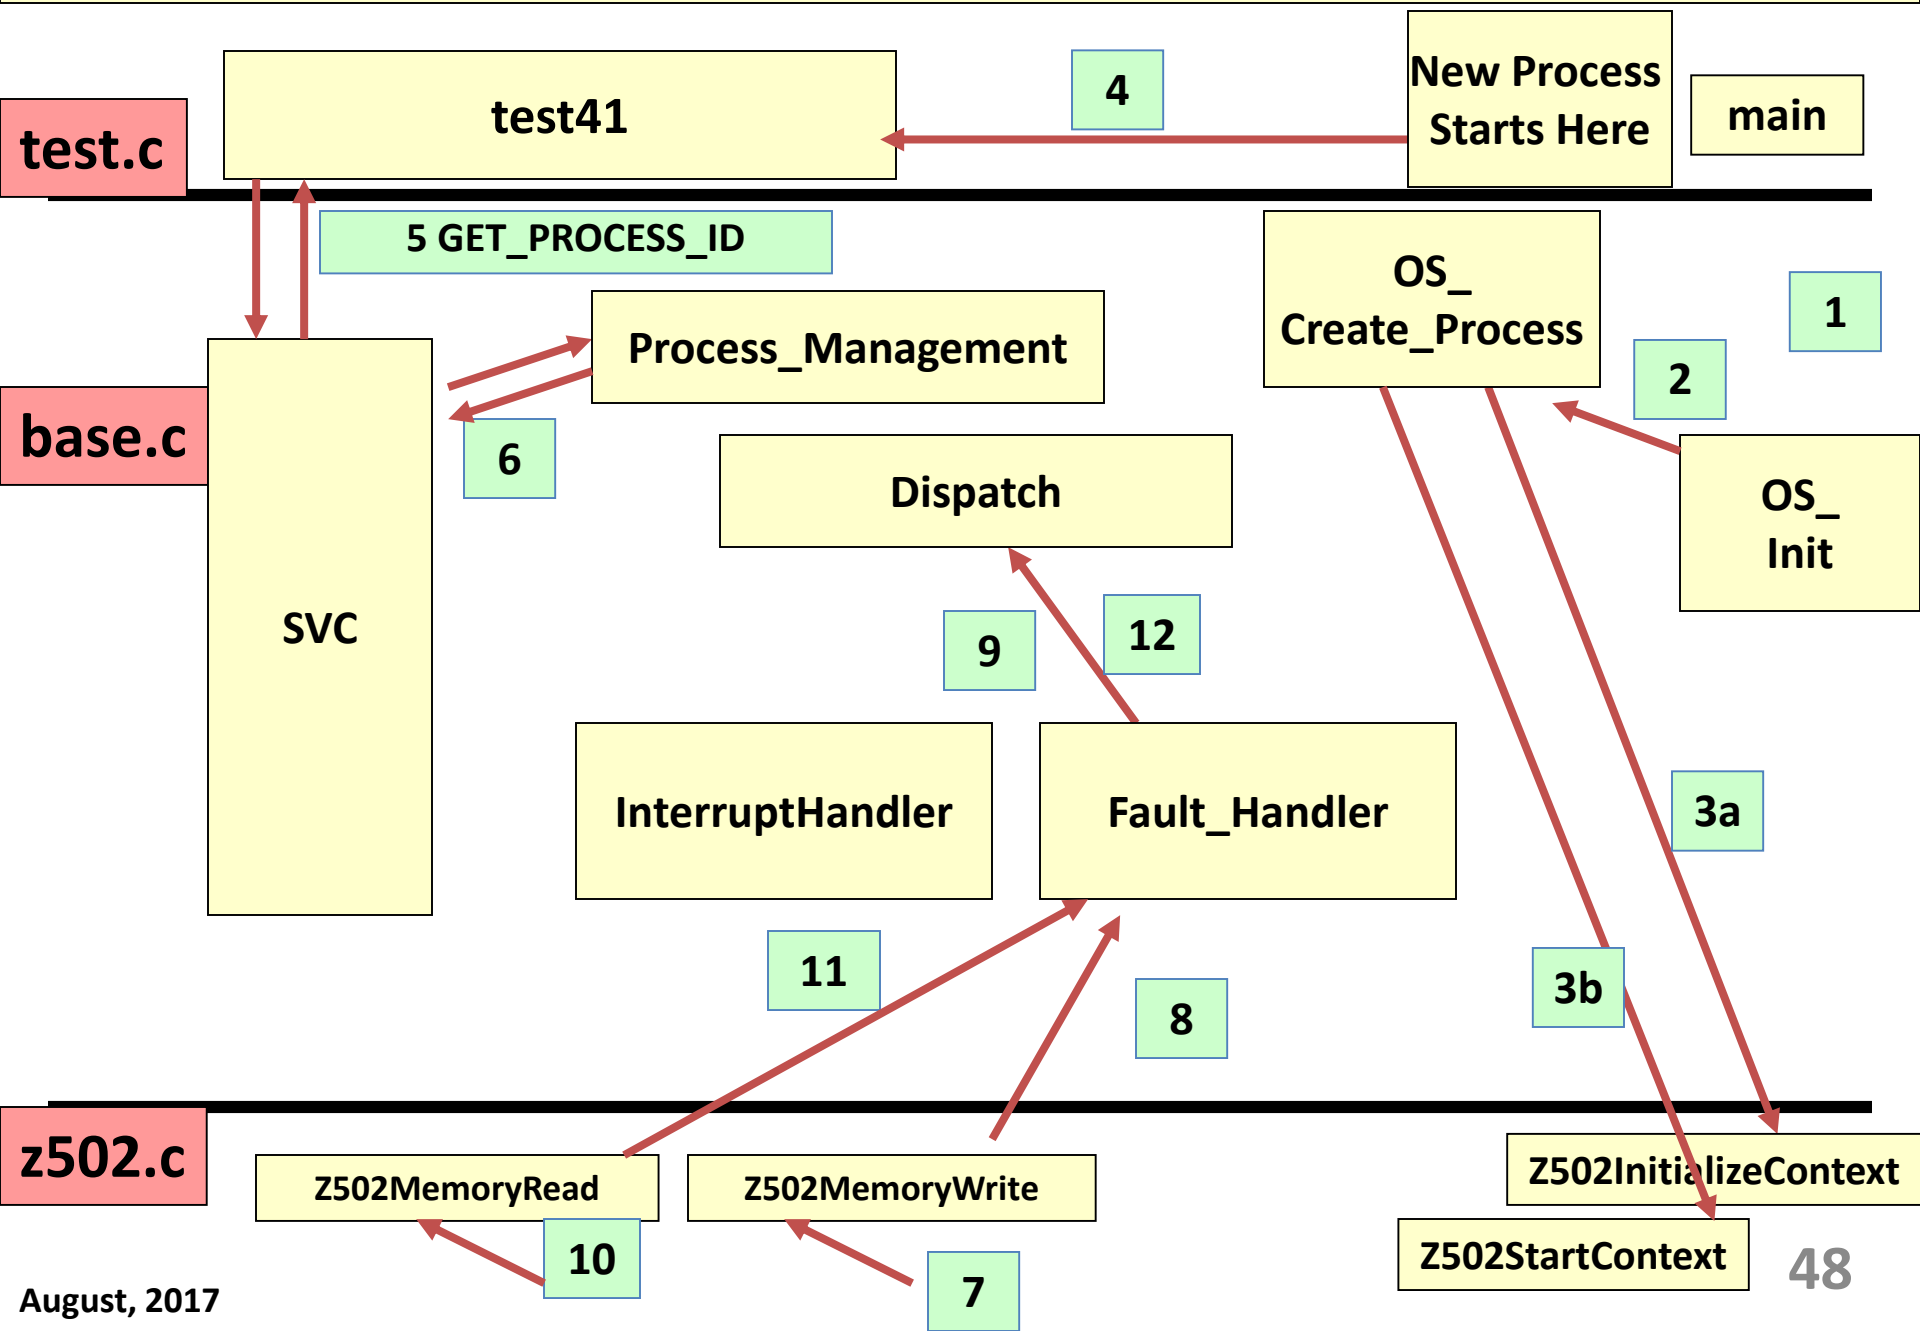 New Process
Starts Here
4
test41
main
test.c
5 GET_PROCESS_ID
OS_
Create_Process
1
Process_Management
2
base.c
6
Dispatch
OS_
Init
SVC
9
12
InterruptHandler
Fault_Handler
3a
11
3b
8
z502.c
Z502MemoryRead
Z502MemoryWrite
Z502InitializeContext
10
7
Z502StartContext
48
August, 2017